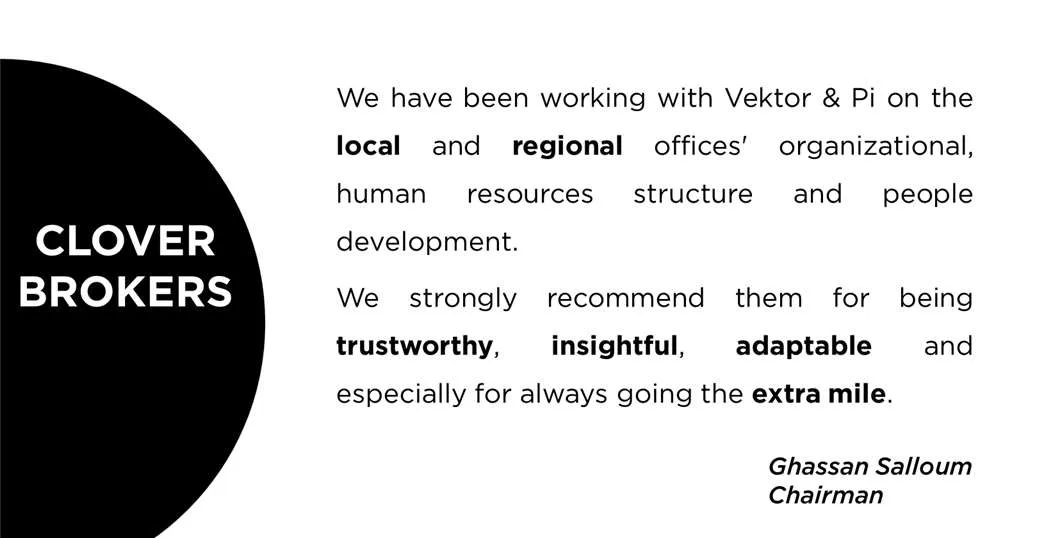 CLOVER
BROKERS
We have been working with Vektor & Pi on the
local and regional offices' organizational,
human resources structure and people
development.
We strongly recommend them for being
trustworthy, insightful, adaptable and
especially for always going the extra mile.
Ghassan Salloum
Chairman